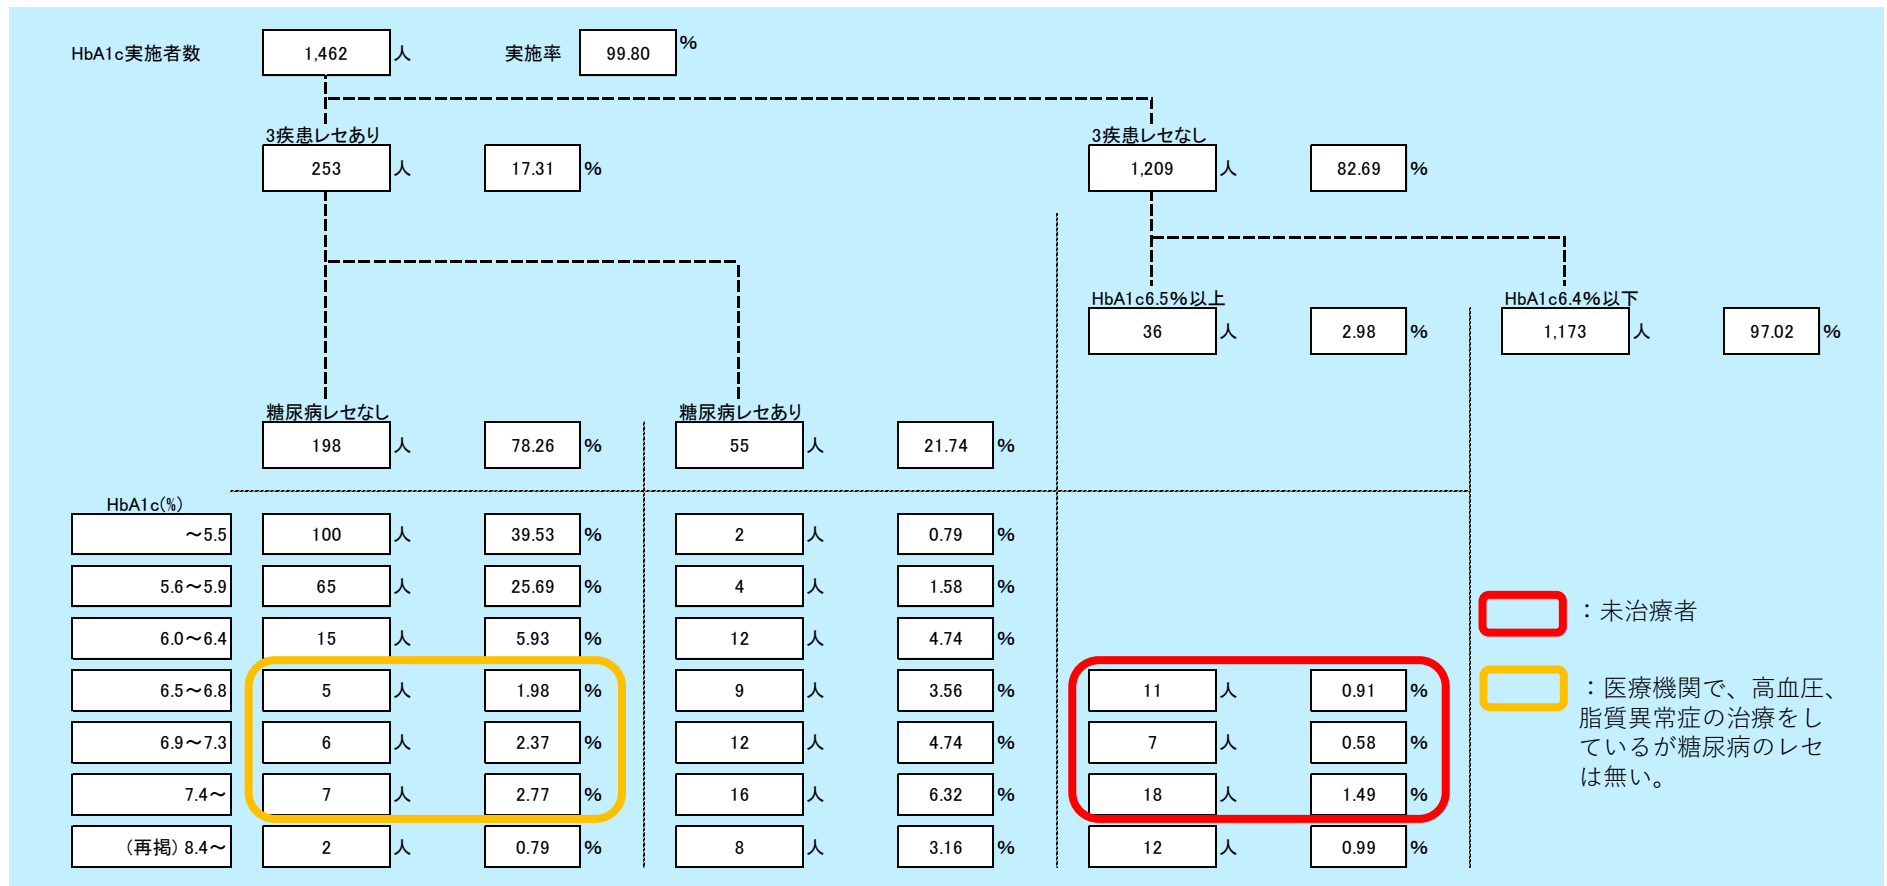 HbA1c実施者数 1,462 人 実施率 99.80 %
3疾患レセあり 3疾患レセなし
253 人 17.31 % 1,209 人 82.69 %
HbA1c6.5%以上 HbA1c6.4%以下
36 人 2.98 % 1,173 人 97.02 %
糖尿病レセなし 糖尿病レセあり
198 人 78.26 % 55 人 21.74 %
HbA1c(%)
～5.5 100 人 39.53 % 2 人 0.79 %
5.6～5.9 65 人 25.69 % 4 人 1.58 %
6.0～6.4 15 人 5.93 % 12 人 4.74 %
6.5～6.8 5 人 1.98 % 9 人 3.56 % 11 人 0.91 %
6.9～7.3 6 人 2.37 % 12 人 4.74 % 7 人 0.58 %
7.4～ 7 人 2.77 % 16 人 6.32 % 18 人 1.49 %
(再掲) 8.4～ 2 人 0.79 % 8 人 3.16 % 12 人 0.99 %
：未治療者
：医療機関で、高血圧、
脂質異常症の治療をし
ているが糖尿病のレセ
は無い。